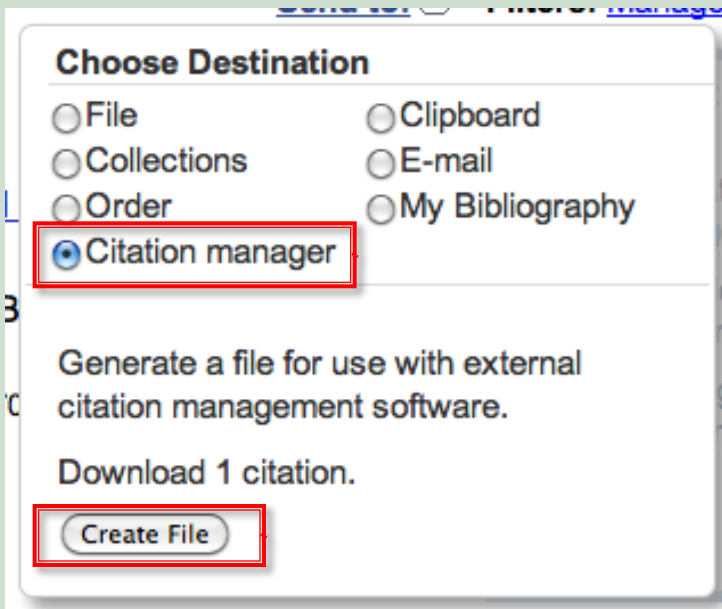 Choose Destination
File Clipboard
Collections E-mail
Order My Bibliography
Citation manager
Generate a file for use with external
citation management software.
Download 1 citation.
Create File